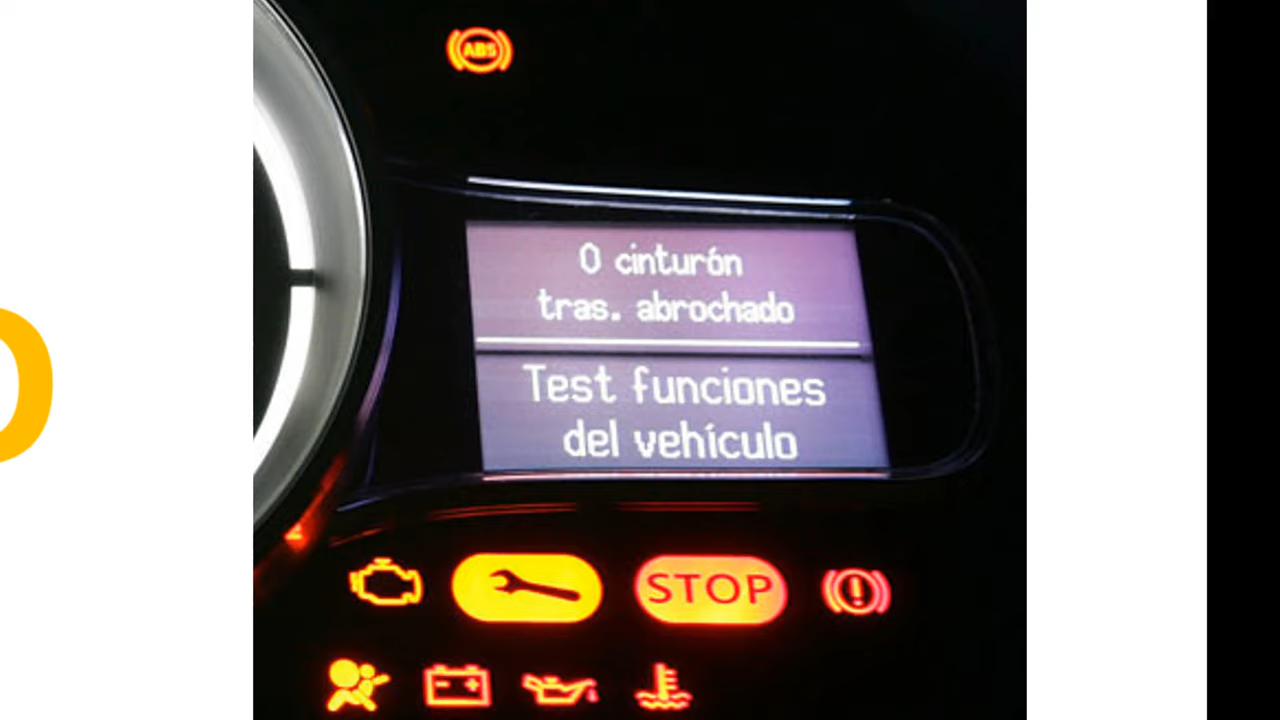 ABS
0 cinturón
tras. abrochado
Test funciones
del vehículo
STOP